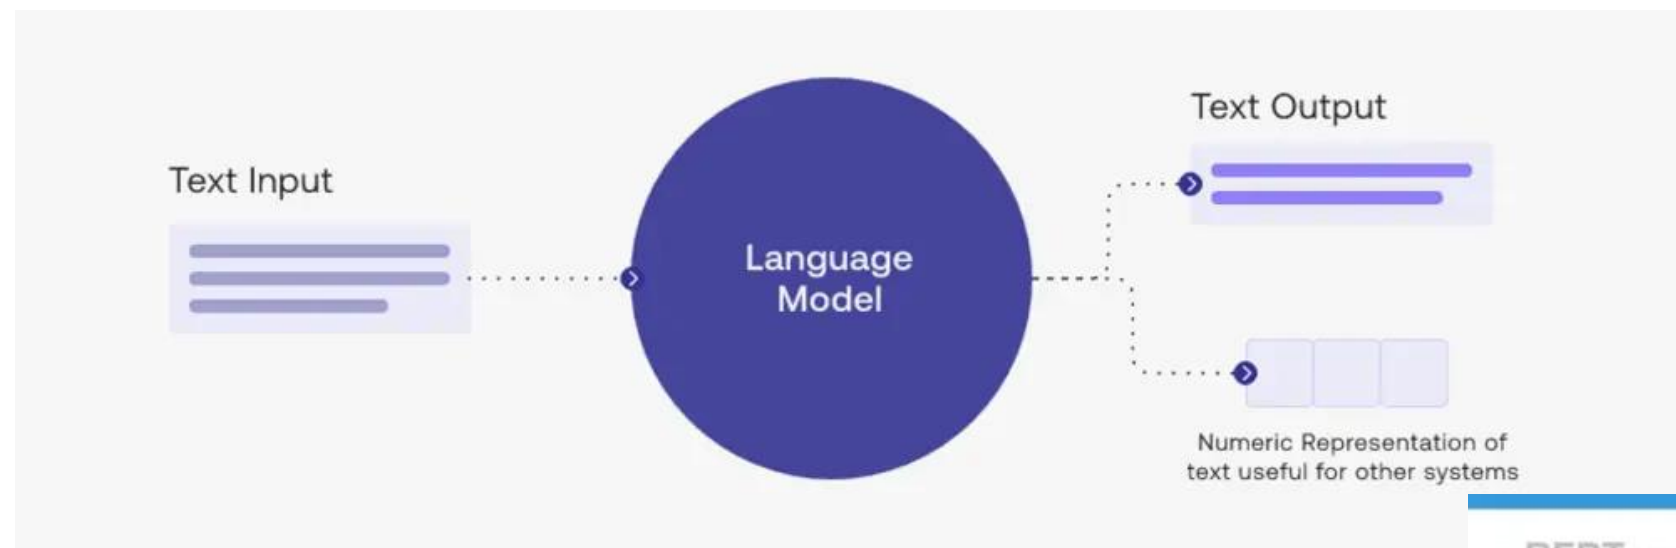 Text Input
Language
Model
Text Output
Numeric Representation of
text useful for other systems